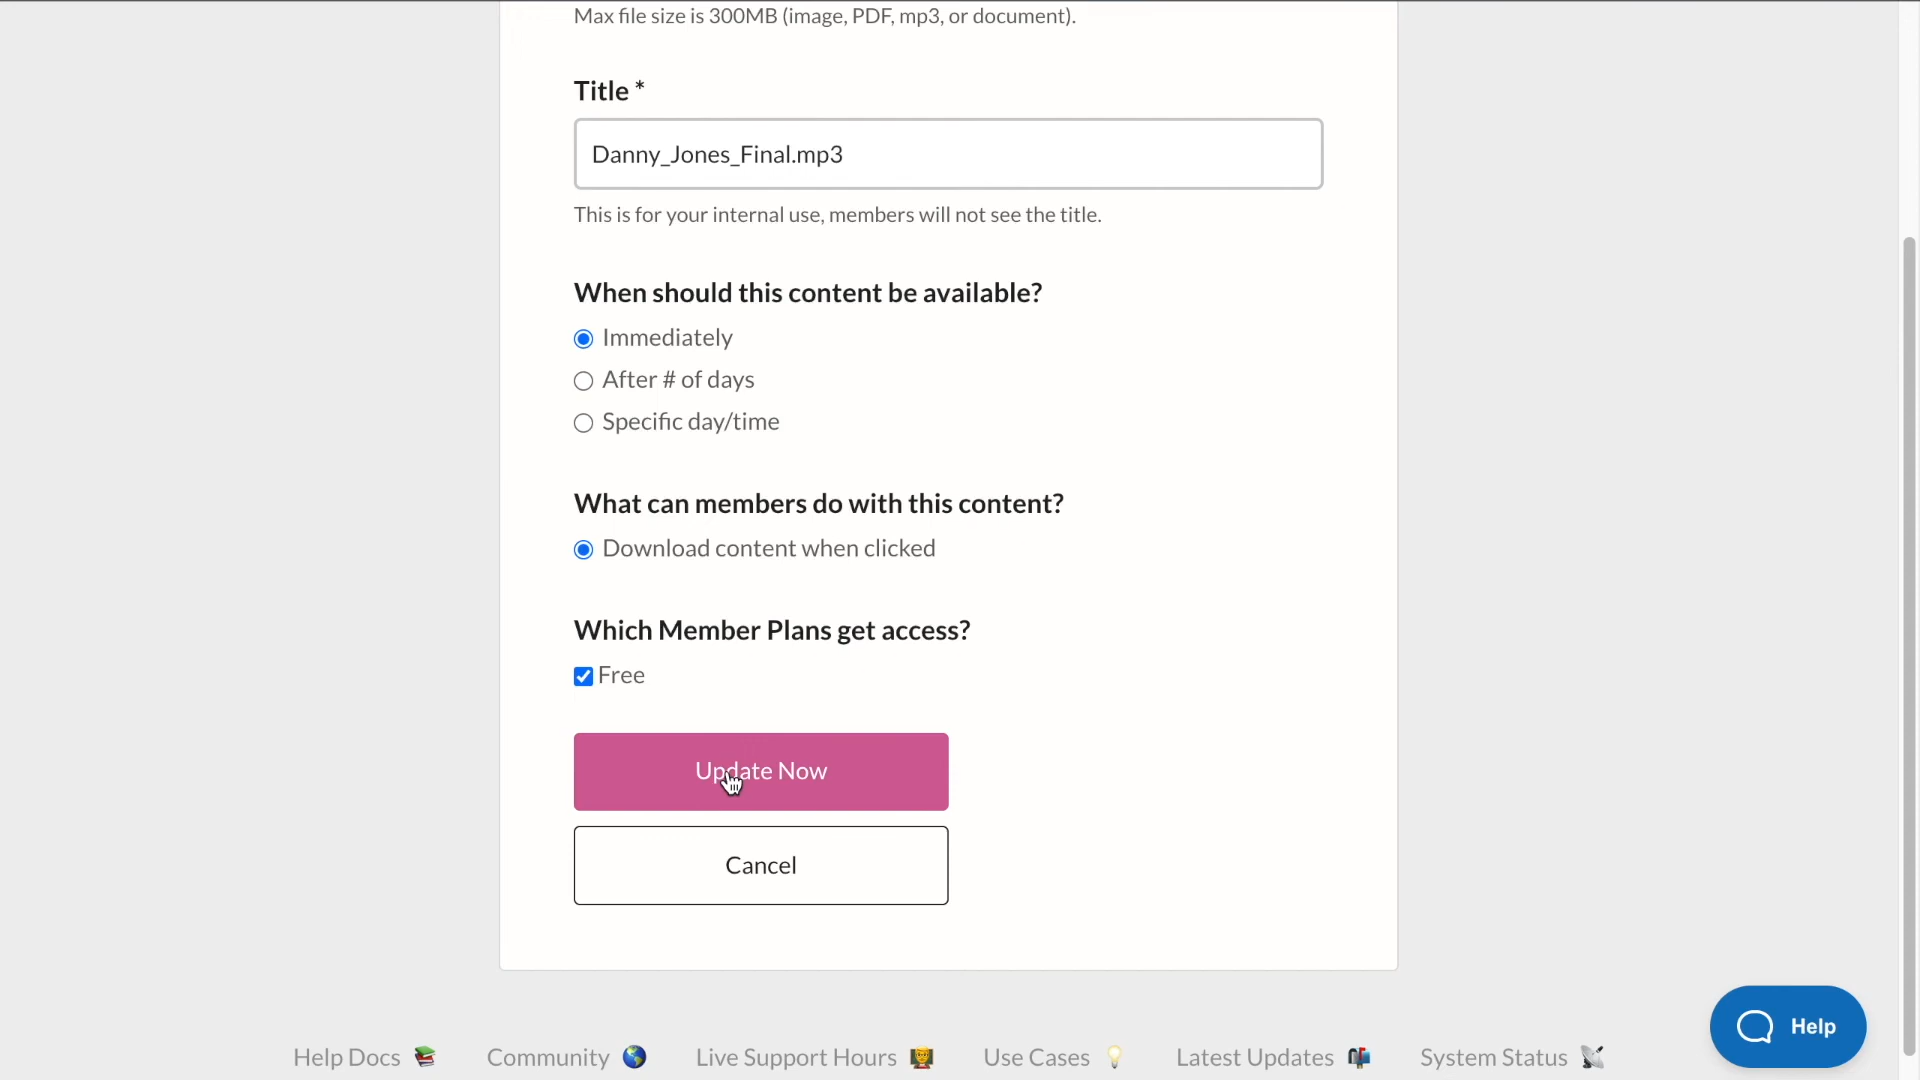 Max file size is 300MB (image, PDF, mp3, or document).
Title *
Danny_Jones_Final.mp3
This is for your internal use, members will not see the title.
When should this content be available?
Immediately
After # of days
Specific day/time
What can members do with this content?
Download content when clicked
Which Member Plans get access?
Free
Update Now
Cancel
Help
Help Docs Community Live Support Hours Use Cases Latest Updates System Status